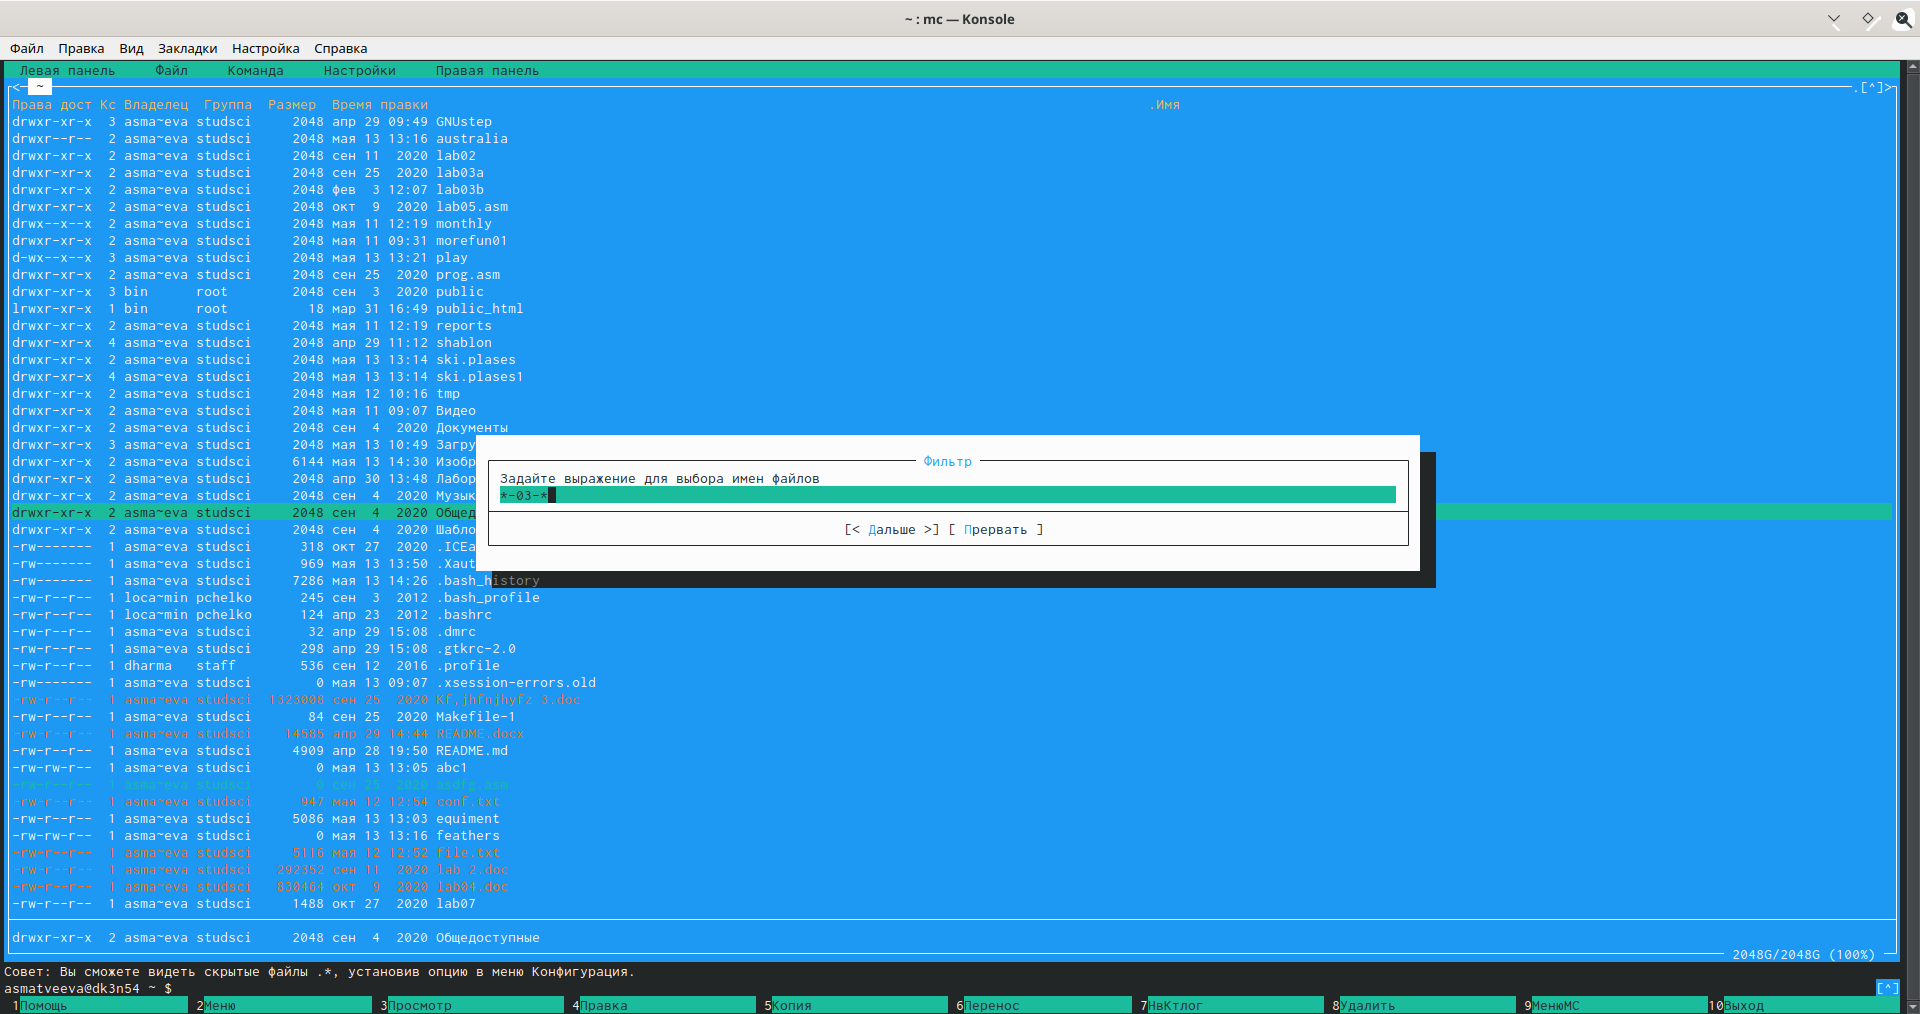 ~ : mc — Konsole
Файл Правка Вид Закладки Настройка Справка
Левая панель Файл Команда Настройки Правая панель
<─ ~ .[^]>
Права дост Кс Владелец Группа Размер Время правки .Имя
drwxr-xr-x 3 asma~eva studsci 2048 апр 29 09:49 GNUstep
drwxr--r-- 2 asma~eva studsci 2048 мая 13 13:16 australia
drwxr-xr-x 2 asma~eva studsci 2048 сен 11 2020 lab02
drwxr-xr-x 2 asma~eva studsci 2048 сен 25 2020 lab03a
drwxr-xr-x 2 asma~eva studsci 2048 фев 3 12:07 lab03b
drwxr-xr-x 2 asma~eva studsci 2048 окт 9 2020 lab05.asm
drwx--x--x 2 asma~eva studsci 2048 мая 11 12:19 monthly
drwxr-xr-x 2 asma~eva studsci 2048 мая 11 09:31 morefun01
d-wx--x--x 3 asma~eva studsci 2048 мая 13 13:21 play
drwxr-xr-x 2 asma~eva studsci 2048 сен 25 2020 prog.asm
drwxr-xr-x 3 bin root 2048 сен 3 2020 public
lrwxr-xr-x 1 bin root 18 мар 31 16:49 public_html
drwxr-xr-x 2 asma~eva studsci 2048 мая 11 12:19 reports
drwxr-xr-x 4 asma~eva studsci 2048 апр 29 11:12 shablon
drwxr-xr-x 2 asma~eva studsci 2048 мая 13 13:14 ski.plases
drwxr-xr-x 4 asma~eva studsci 2048 мая 13 13:14 ski.plases1
drwxr-xr-x 2 asma~eva studsci 2048 мая 12 10:16 tmp
drwxr-xr-x 2 asma~eva studsci 2048 мая 11 09:07 Видео
drwxr-xr-x 2 asma~eva studsci 2048 сен 4 2020 Документы
drwxr-xr-x 3 asma~eva studsci 2048 мая 13 10:49 Загру
drwxr-xr-x 2 asma~eva studsci 6144 мая 13 14:30 Изобр
drwxr-xr-x 2 asma~eva studsci 2048 апр 30 13:48 Лабор
drwxr-xr-x 2 asma~eva studsci 2048 сен 4 2020 Музык
drwxr-xr-x 2 asma~eva studsci 2048 сен 4 2020 Общед
drwxr-xr-x 2 asma~eva studsci 2048 сен 4 2020 Шабло
-rw------- 1 asma~eva studsci 318 окт 27 2020 .ICEa
-rw------- 1 asma~eva studsci 969 мая 13 13:50 .Xaut
-rw------- 1 asma~eva studsci 7286 мая 13 14:26 .bash_history
-rw-r--r-- 1 loca~min pchelko 245 сен 3 2012 .bash_profile
-rw-r--r-- 1 loca~min pchelko 124 апр 23 2012 .bashrc
-rw-r--r-- 1 asma~eva studsci 32 апр 29 15:08 .dmrc
-rw-r--r-- 1 asma~eva studsci 298 апр 29 15:08 .gtkrc-2.0
-rw-r--r-- 1 dharma staff 536 сен 12 2016 .profile
-rw------- 1 asma~eva studsci 0 мая 13 09:07 .xsession-errors.old
-rw-r--r-- 1 asma~eva studsci 1323008 сен 25 2020 Kf,jhfnjhyfz 3.doc
-rw-r--r-- 1 asma~eva studsci 84 сен 25 2020 Makefile-1
-rw-r--r-- 1 asma~eva studsci 14585 апр 29 14:44 README.docx
-rw-r--r-- 1 asma~eva studsci 4909 апр 28 19:50 README.md
-rw-rw-r-- 1 asma~eva studsci 0 мая 13 13:05 abc1
-rw-r--r-- 1 asma~eva studsci сен 25 2020
-rw-r--r-- 1 asma~eva studsci 947 мая 12 12:54 conf.txt
-rw-r--r-- 1 asma~eva studsci 5086 мая 13 13:03 equiment
-rw-rw-r-- 1 asma~eva studsci 0 мая 13 13:16 feathers
-rw-r--r-- 1 asma~eva studsci 5116 мая 12 12:52 file.txt
-rw-r--r-- 1 asma~eva studsci 292352 сен 11 2020 lab 2.doc
-rw-r--r-- 1 asma~eva studsci 830464 окт 9 2020 lab04.doc
-rw-r--r-- 1 asma~eva studsci 1488 окт 27 2020 lab07
Фильтр
Задайте выражение для выбора имен файлов
*-03-*
[< Дальше >] [ Прервать ]
drwxr-xr-x 2 asma~eva studsci 2048 сен 4 2020 Общедоступные
2048G/2048G (100%)
Совет: Вы сможете видеть скрытые файлы .*, установив опцию в меню Конфигурация.
asmatveeva@dk3n54 ~ $ [^]
1Помощь 2Меню 3Просмотр 4Правка 5Копия 6Перенос 7НвКтлог 8Удалить 9МенюMC 10Выход